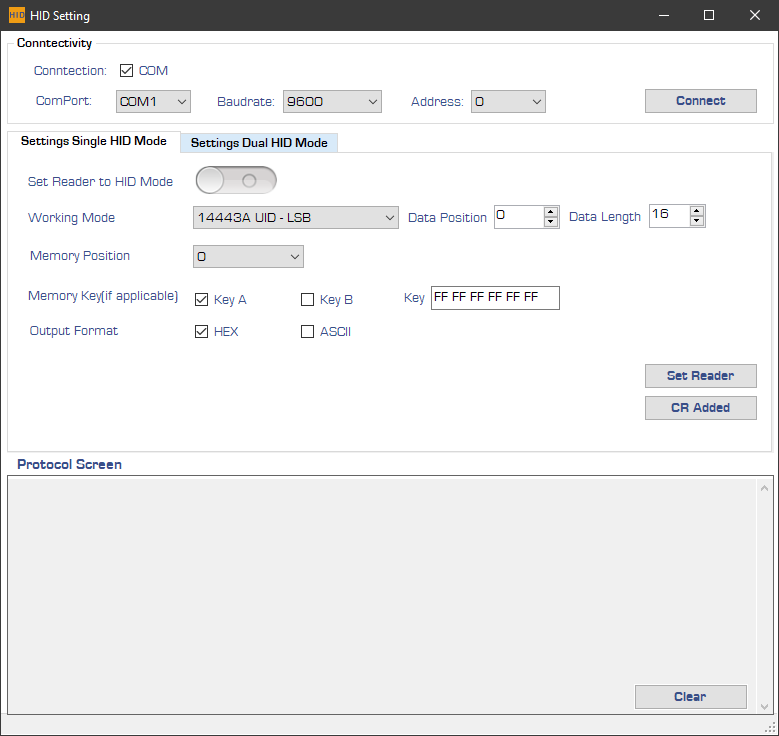 HID HID Setting
Conntectivity
Conntection: COM
ComPort: COM1 Baudrate: 9600 Address: 0 Connect
Settings Single HID Mode Settings Dual HID Mode
Set Reader to HID Mode
Working Mode 14443A UID - LSB Data Position 0 Data Length 16
Memory Position 0
Memory Key(if applicable) Key A Key B Key FF FF FF FF FF FF
Output Format HEX ASCII
Set Reader
CR Added
Protocol Screen
Clear